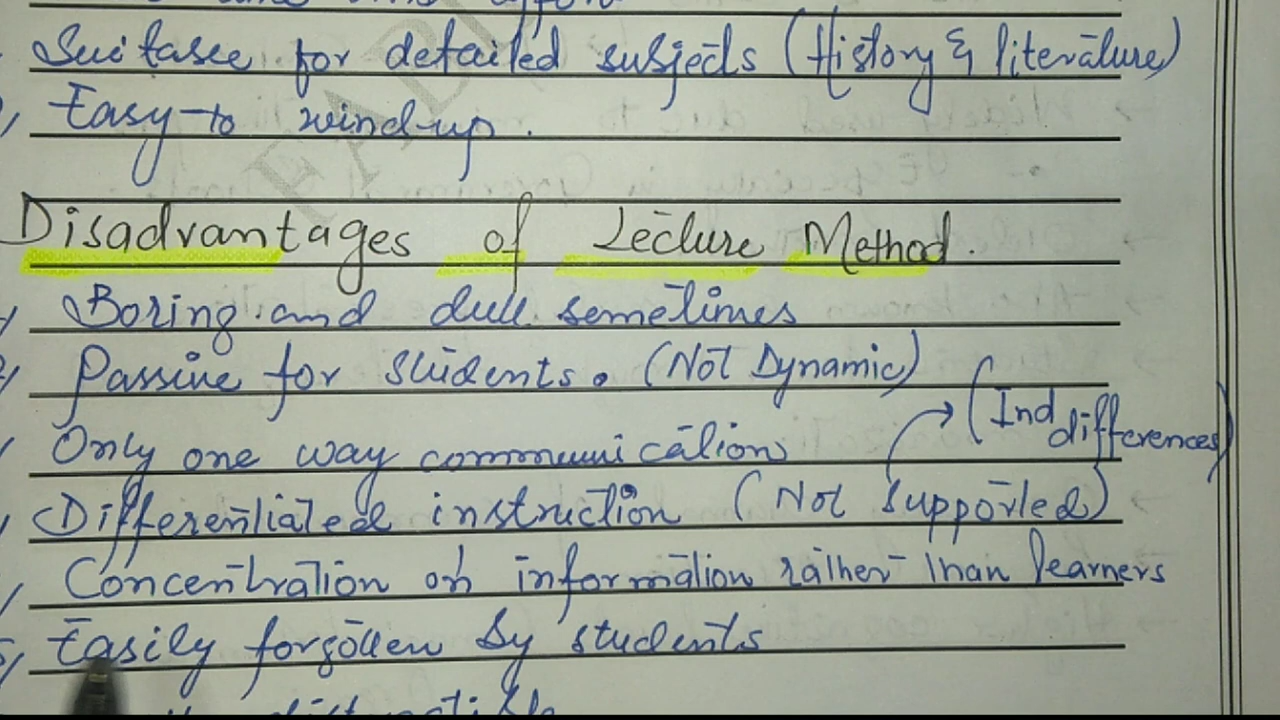 Suitable for detailed subjects (History & literature)
Easy to wind-up.
Disadvantages of Lecture Method.
Boring and dull sometimes
2, Passive for students. (Not Dynamic)
(Ind differences)
Only one way communication
Differentiated instruction (Not supported)
Concentration on information rather than learners
Easily forgotten by students